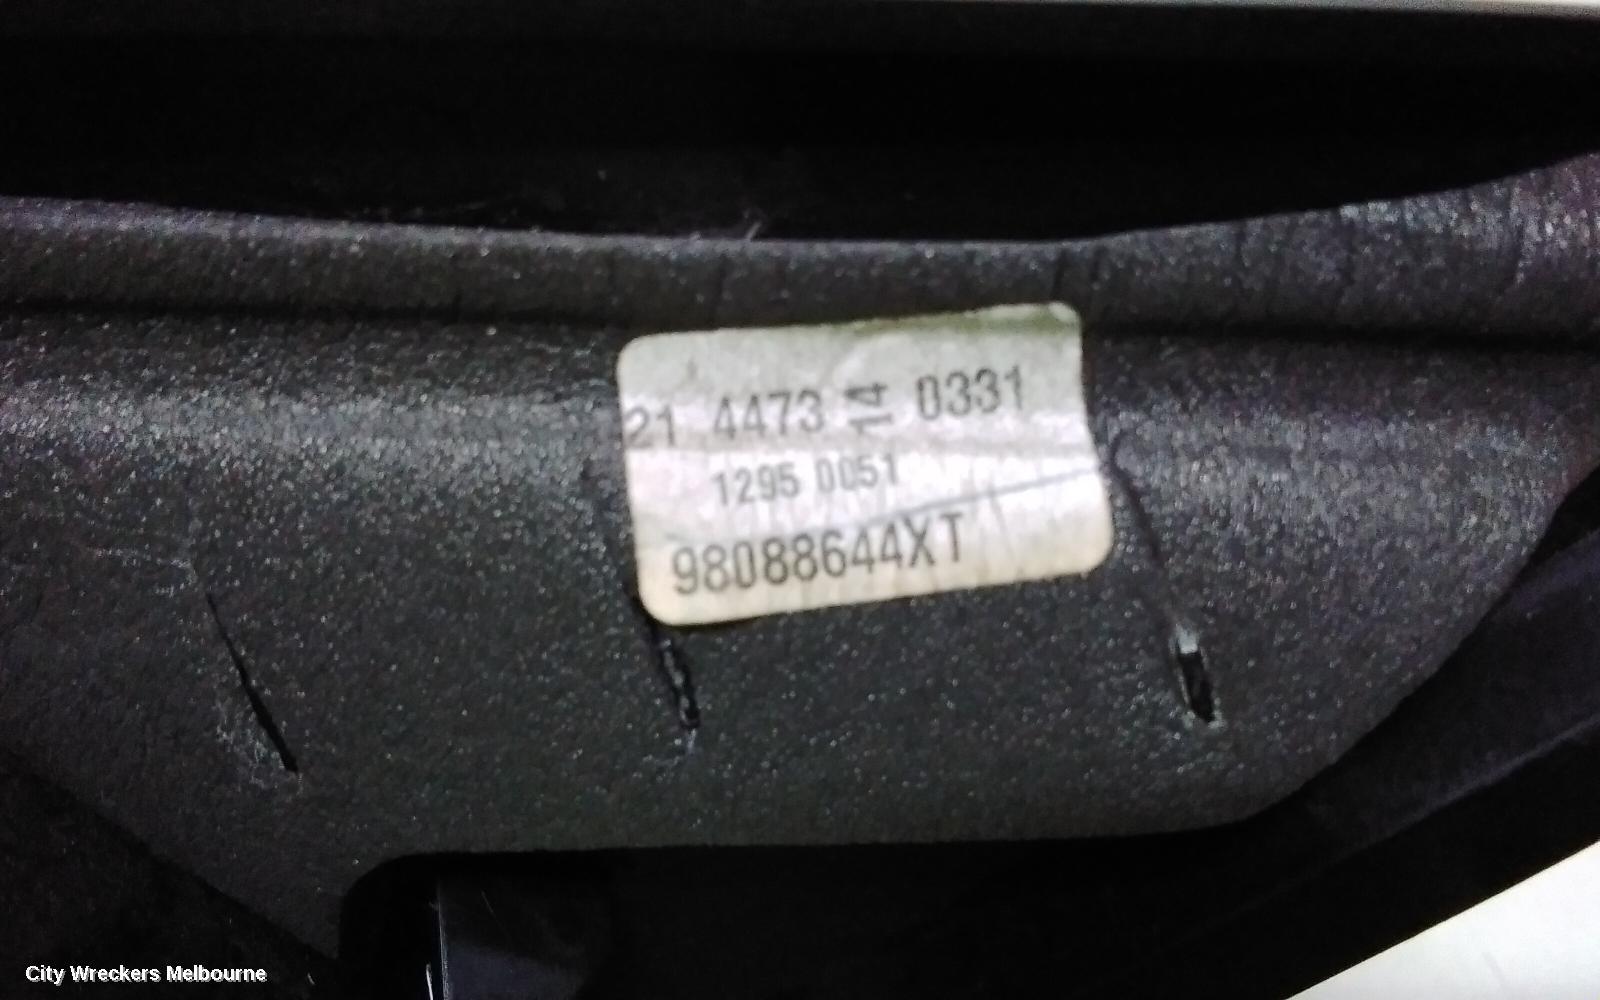 21 4473 14 0331
1295 0051
98088644XT
City Wreckers Melbourne